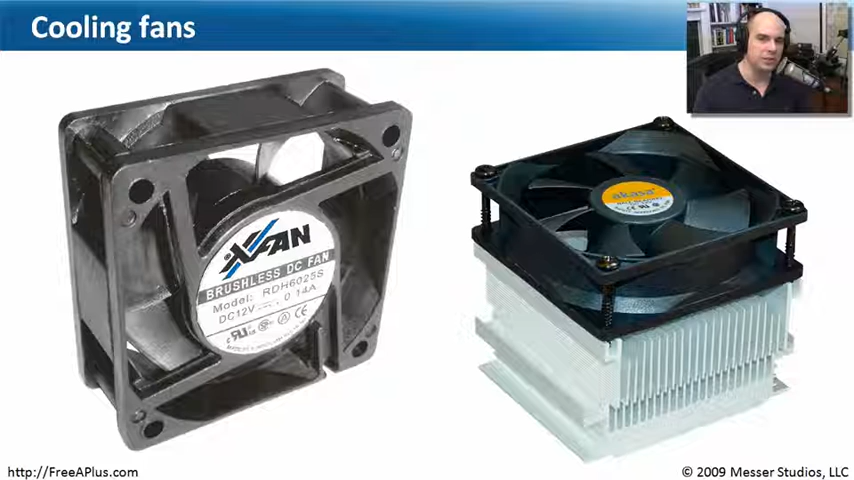 Cooling fans
XFAN
BRUSHLESS DC FAN
Model: RDH6025S
DC12V 0.14A
akasa
http://FreeAPlus.com
© 2009 Messer Studios, LLC